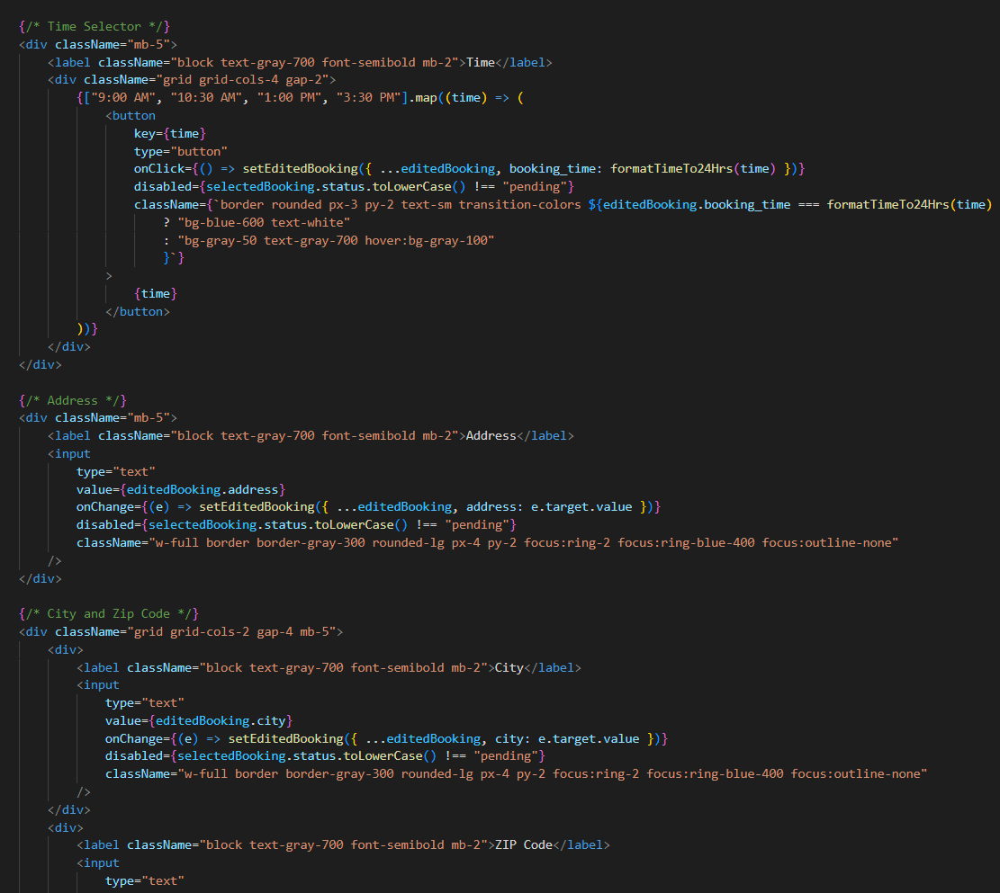 {/* Time Selector */}
<div className="mb-5">
    <label className="block text-gray-700 font-semibold mb-2">Time</label>
    <div className="grid grid-cols-4 gap-2">
        {["9:00 AM", "10:30 AM", "1:00 PM", "3:30 PM"].map((time) => (
            <button
                key={time}
                type="button"
                onClick={() => setEditedBooking({ ...editedBooking, booking_time: formatTimeTo24Hrs(time) })}
                disabled={selectedBooking.status.toLowerCase() !== "pending"}
                className={`border rounded px-3 py-2 text-sm transition-colors ${editedBooking.booking_time === formatTimeTo24Hrs(time)
                    ? "bg-blue-600 text-white"
                    : "bg-gray-50 text-gray-700 hover:bg-gray-100"
                    }`}
            >
                {time}
            </button>
        ))}
    </div>
</div>

{/* Address */}
<div className="mb-5">
    <label className="block text-gray-700 font-semibold mb-2">Address</label>
    <input
        type="text"
        value={editedBooking.address}
        onChange={(e) => setEditedBooking({ ...editedBooking, address: e.target.value })}
        disabled={selectedBooking.status.toLowerCase() !== "pending"}
        className="w-full border border-gray-300 rounded-lg px-4 py-2 focus:ring-2 focus:ring-blue-400 focus:outline-none"
    />
</div>

{/* City and Zip Code */}
<div className="grid grid-cols-2 gap-4 mb-5">
    <div>
        <label className="block text-gray-700 font-semibold mb-2">City</label>
        <input
            type="text"
            value={editedBooking.city}
            onChange={(e) => setEditedBooking({ ...editedBooking, city: e.target.value })}
            disabled={selectedBooking.status.toLowerCase() !== "pending"}
            className="w-full border border-gray-300 rounded-lg px-4 py-2 focus:ring-2 focus:ring-blue-400 focus:outline-none"
        />
    </div>
    <div>
        <label className="block text-gray-700 font-semibold mb-2">ZIP Code</label>
        <input
            type="text"